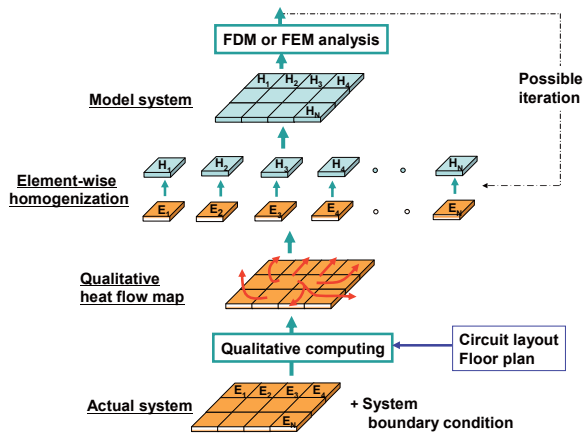 FDM or FEM analysis
H1 H2 H3 H4
HN
Model system
Possible
iteration
Element-wise
homogenization
H1 H2 H3 H4 HN
E1 E2 E3 E4 EN
Qualitative
heat flow map
Qualitative computing
Circuit layout
Floor plan
E1 E2 E3 E4
EN
Actual system
+ System
boundary condition